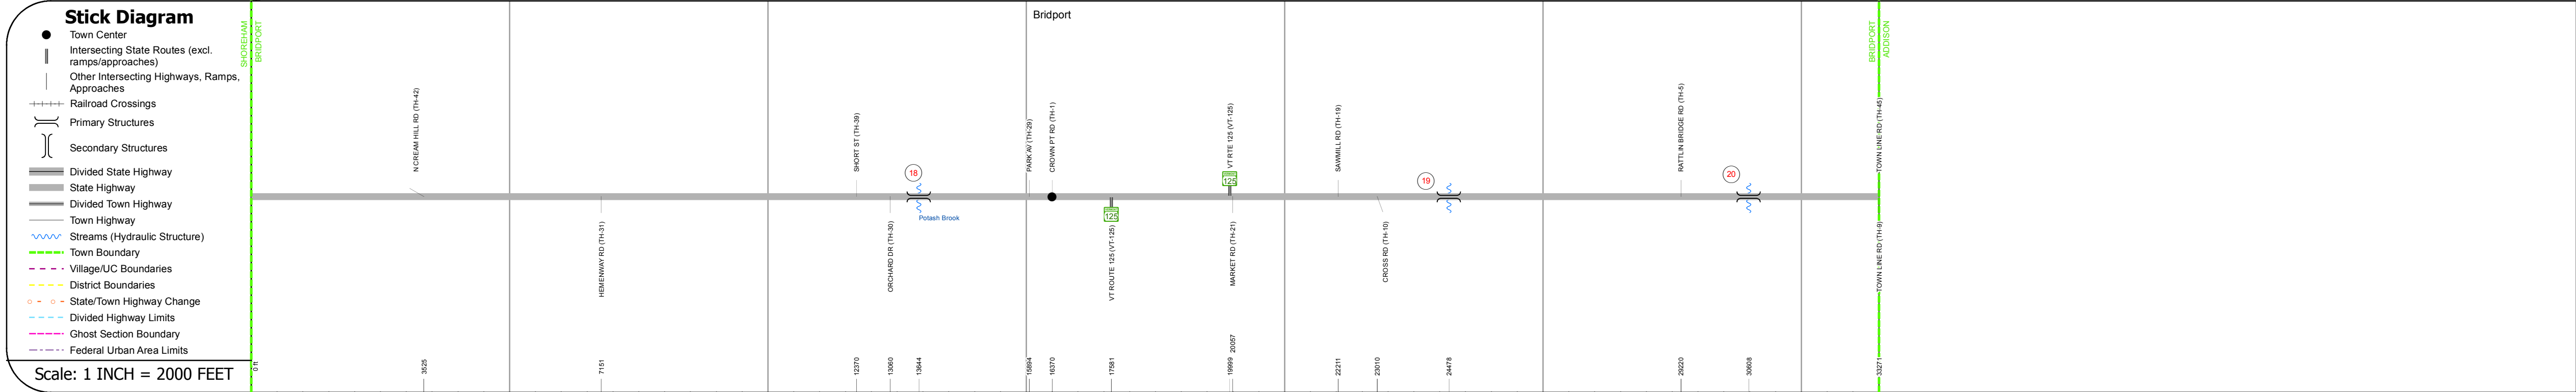 Stick Diagram
Town Center
Intersecting State Routes (excl.
ramps/approaches)
Other Intersecting Highways, Ramps,
Approaches
Railroad Crossings
Primary Structures
Secondary Structures
Divided State Highway
State Highway
Divided Town Highway
Town Highway
Streams (Hydraulic Structure)
Town Boundary
Village/UC Boundaries
District Boundaries
State/Town Highway Change
Divided Highway Limits
Ghost Section Boundary
Federal Urban Area Limits
Scale: 1 INCH = 2000 FEET
SHOREHAM
BRIDPORT
Bridport
BRIDPORT
ADDISON
N CREAM HILL RD (TH-42)
HEMENWAY RD (TH-31)
SHORT ST (TH-39)
ORCHARD DR (TH-30)
18
Potash Brook
PARK AV (TH-29)
CROWN PT RD (TH-1)
125
VT ROUTE 125 (VT-125)
VT RTE 125 (VT-125)
125
MARKET RD (TH-21)
SAWMILL RD (TH-19)
CROSS RD (TH-10)
19
RATTLIN BRIDGE RD (TH-5)
20
TOWN LINE RD (TH-45)
TOWN LINE RD (TH-9)
0 ft
3525
7151
12370
13060
13644
15894
16370
17581
19999
20057
22211
23010
24478
29220
30608
33271